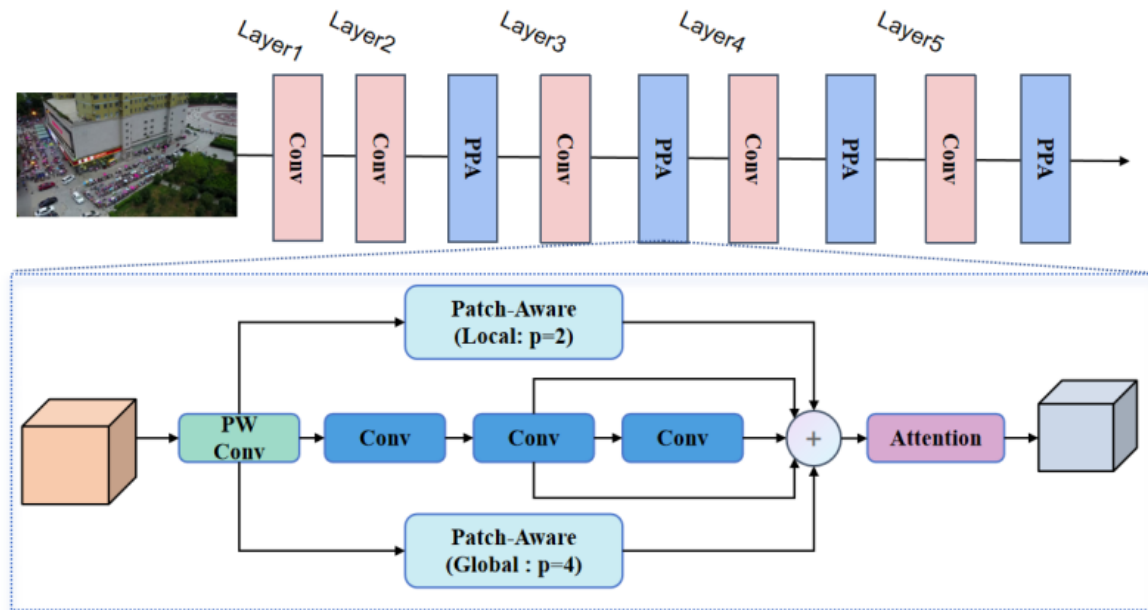 Layer1
Layer2
Layer3
Layer4
Layer5
Conv
Conv
PPA
Conv
PPA
Conv
PPA
Conv
PPA
Patch-Aware
(Local: p=2)
PW
Conv
Conv
Conv
Conv
+
Attention
Patch-Aware
(Global : p=4)